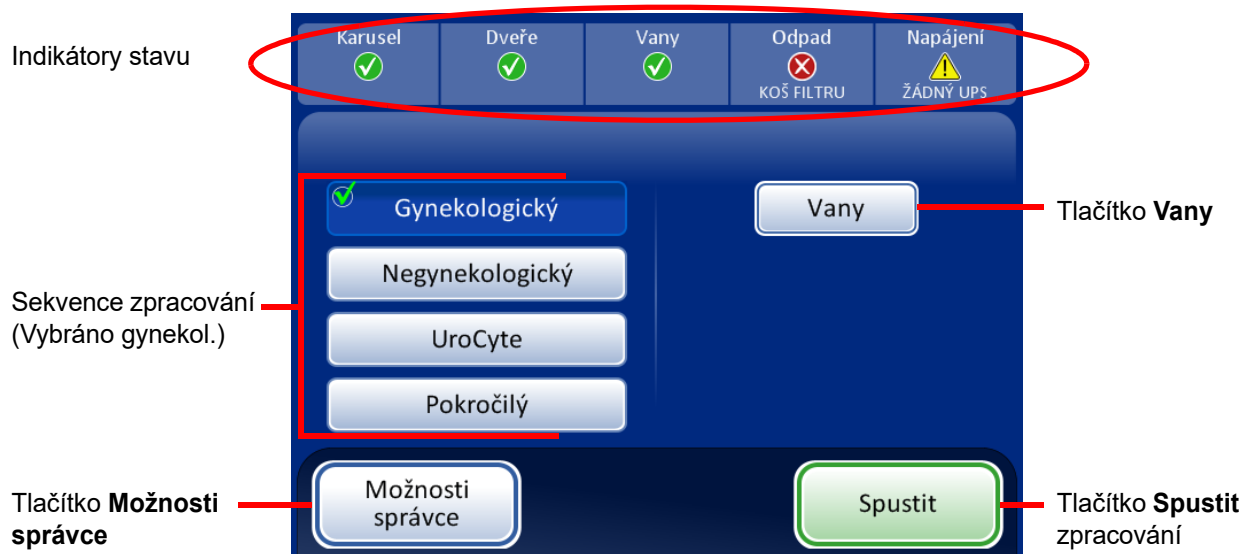 Indikátory stavu
Karusel
Dveře
Vany
Odpad
KOŠ FILTRU
Napájení
ŽÁDNÝ UPS
Gynekologický
Vany
Tlačítko Vany
Sekvence zpracování
(Vybráno gynekol.)
Negynekologický
UroCyte
Pokročilý
Tlačítko Možnosti
správce
Možnosti
správce
Spustit
Tlačítko Spustit
zpracování